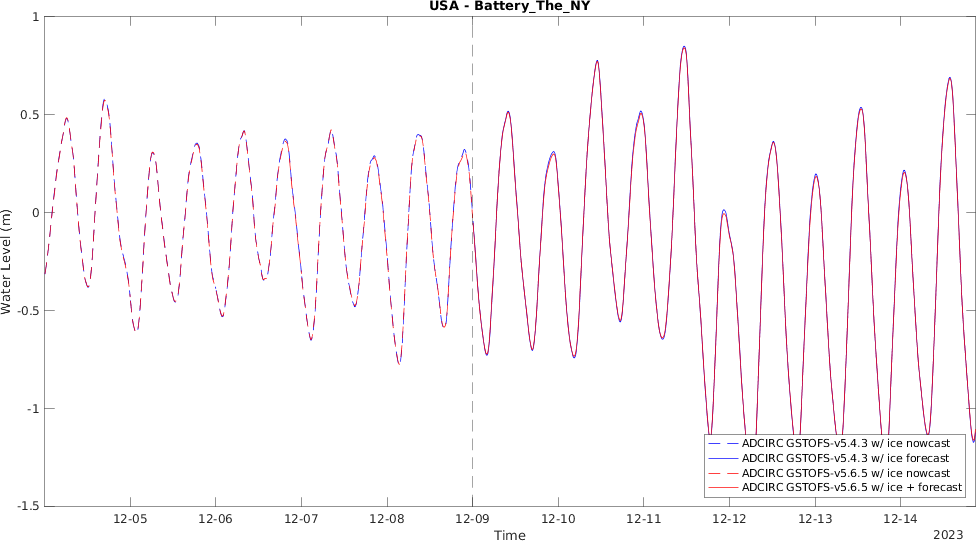 USA - Battery_The_NY
1
0.5
0
-0.5
-1
-1.5
Water Level (m)
ADCIRC GSTOFS-v5.4.3 w/ ice nowcast
ADCIRC GSTOFS-v5.4.3 w/ ice forecast
ADCIRC GSTOFS-v5.6.5 w/ ice nowcast
ADCIRC GSTOFS-v5.6.5 w/ ice + forecast
12-05 12-06 12-07 12-08 12-09 12-10 12-11 12-12 12-13 12-14
Time
2023